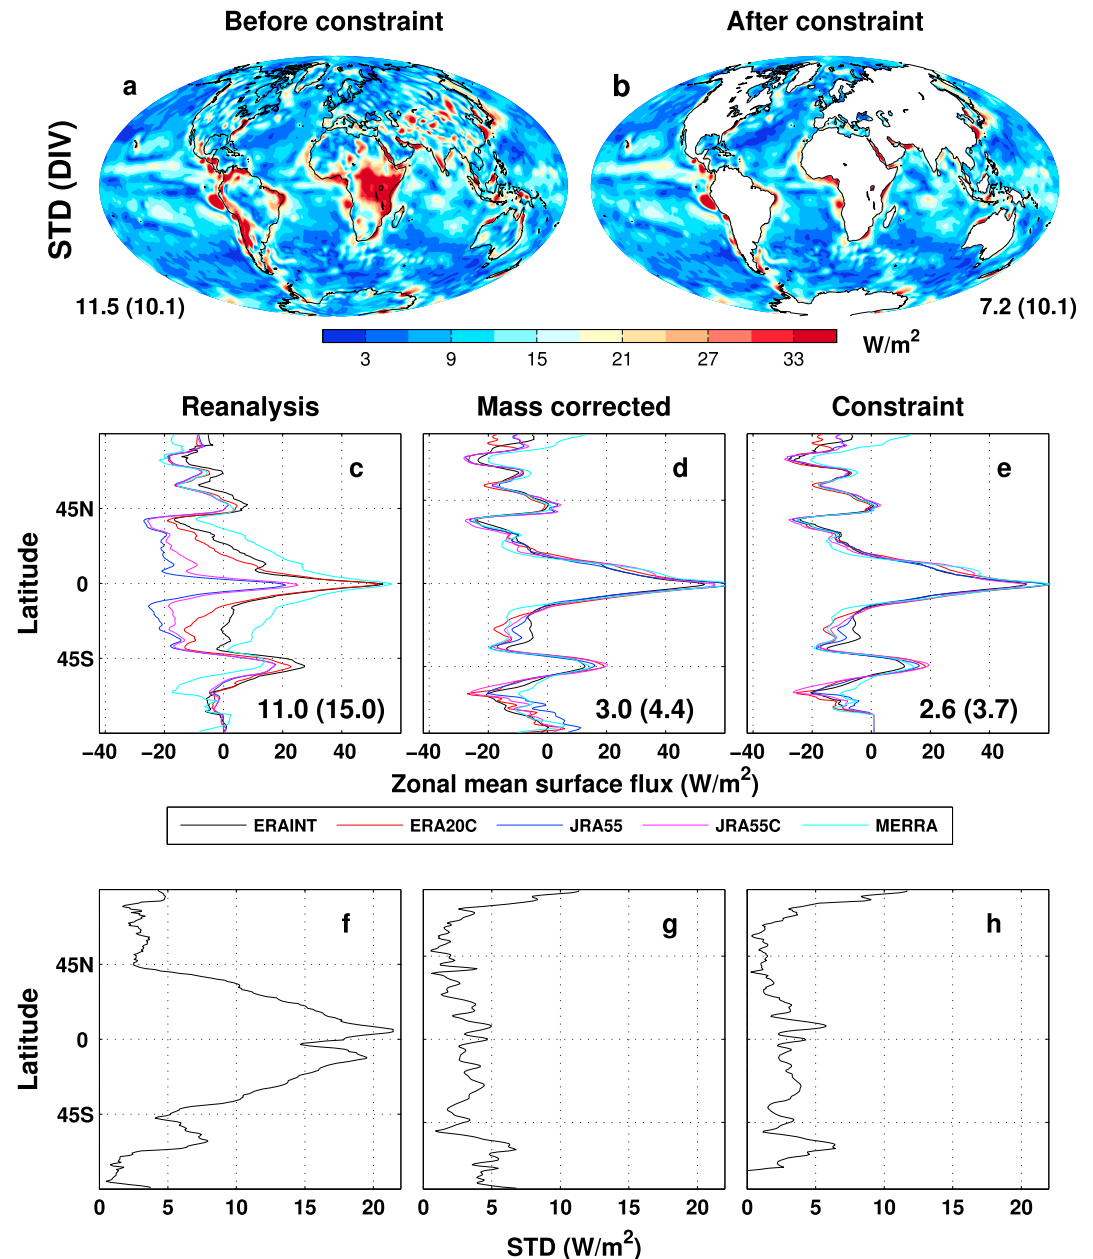 Before constraint After constraint
a b
STD (DIV)
11.5 (10.1) 7.2 (10.1)
3 9 15 21 27 33 W/m²
Reanalysis Mass corrected Constraint
c d e
45N
0
45S
Latitude
11.0 (15.0) 3.0 (4.4) 2.6 (3.7)
−40 −20 0 20 40 −40 −20 0 20 40 −40 −20 0 20 40
Zonal mean surface flux (W/m²)
ERAINT ERA20C JRA55 JRA55C MERRA
f g h
45N
0
45S
Latitude
0 5 10 15 20 0 5 10 15 20 0 5 10 15 20
STD (W/m²)